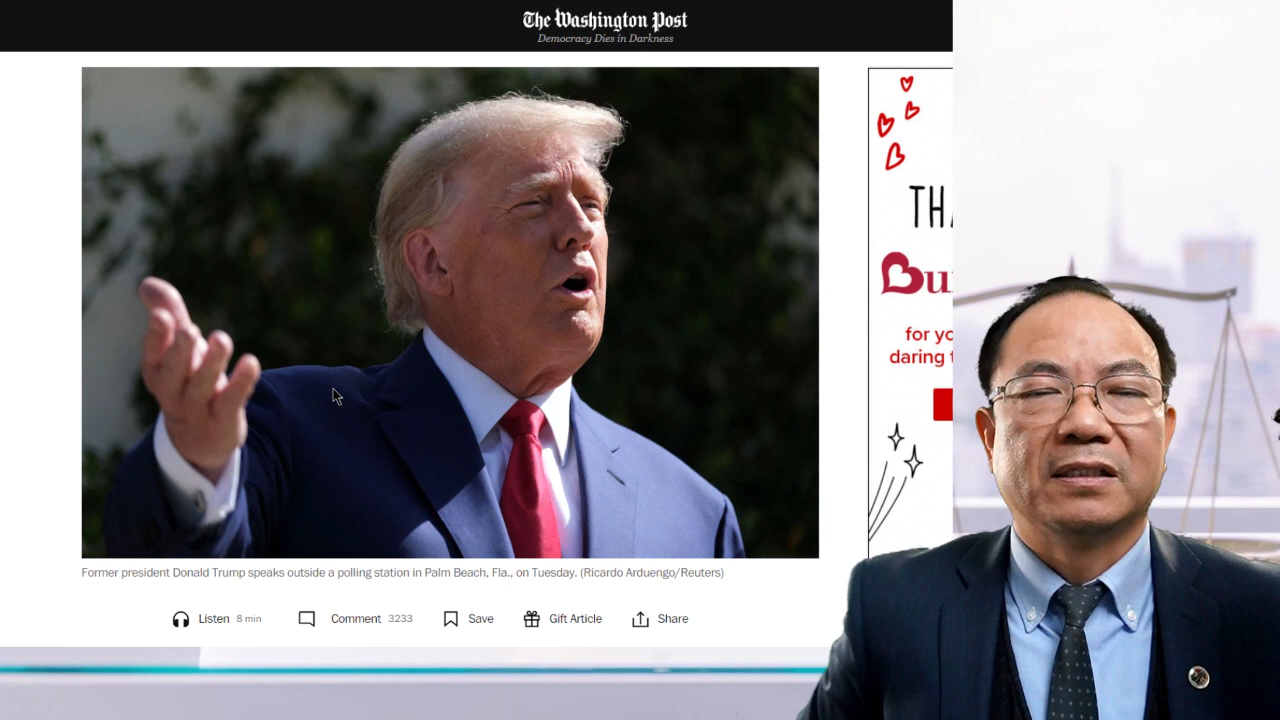 The Washington Post
Democracy Dies in Darkness
for yo
daring t
Former president Donald Trump speaks outside a polling station in Palm Beach, Fla., on Tuesday. (Ricardo Arduengo/Reuters)
Listen 8 min Comment 3233 Save Gift Article Share